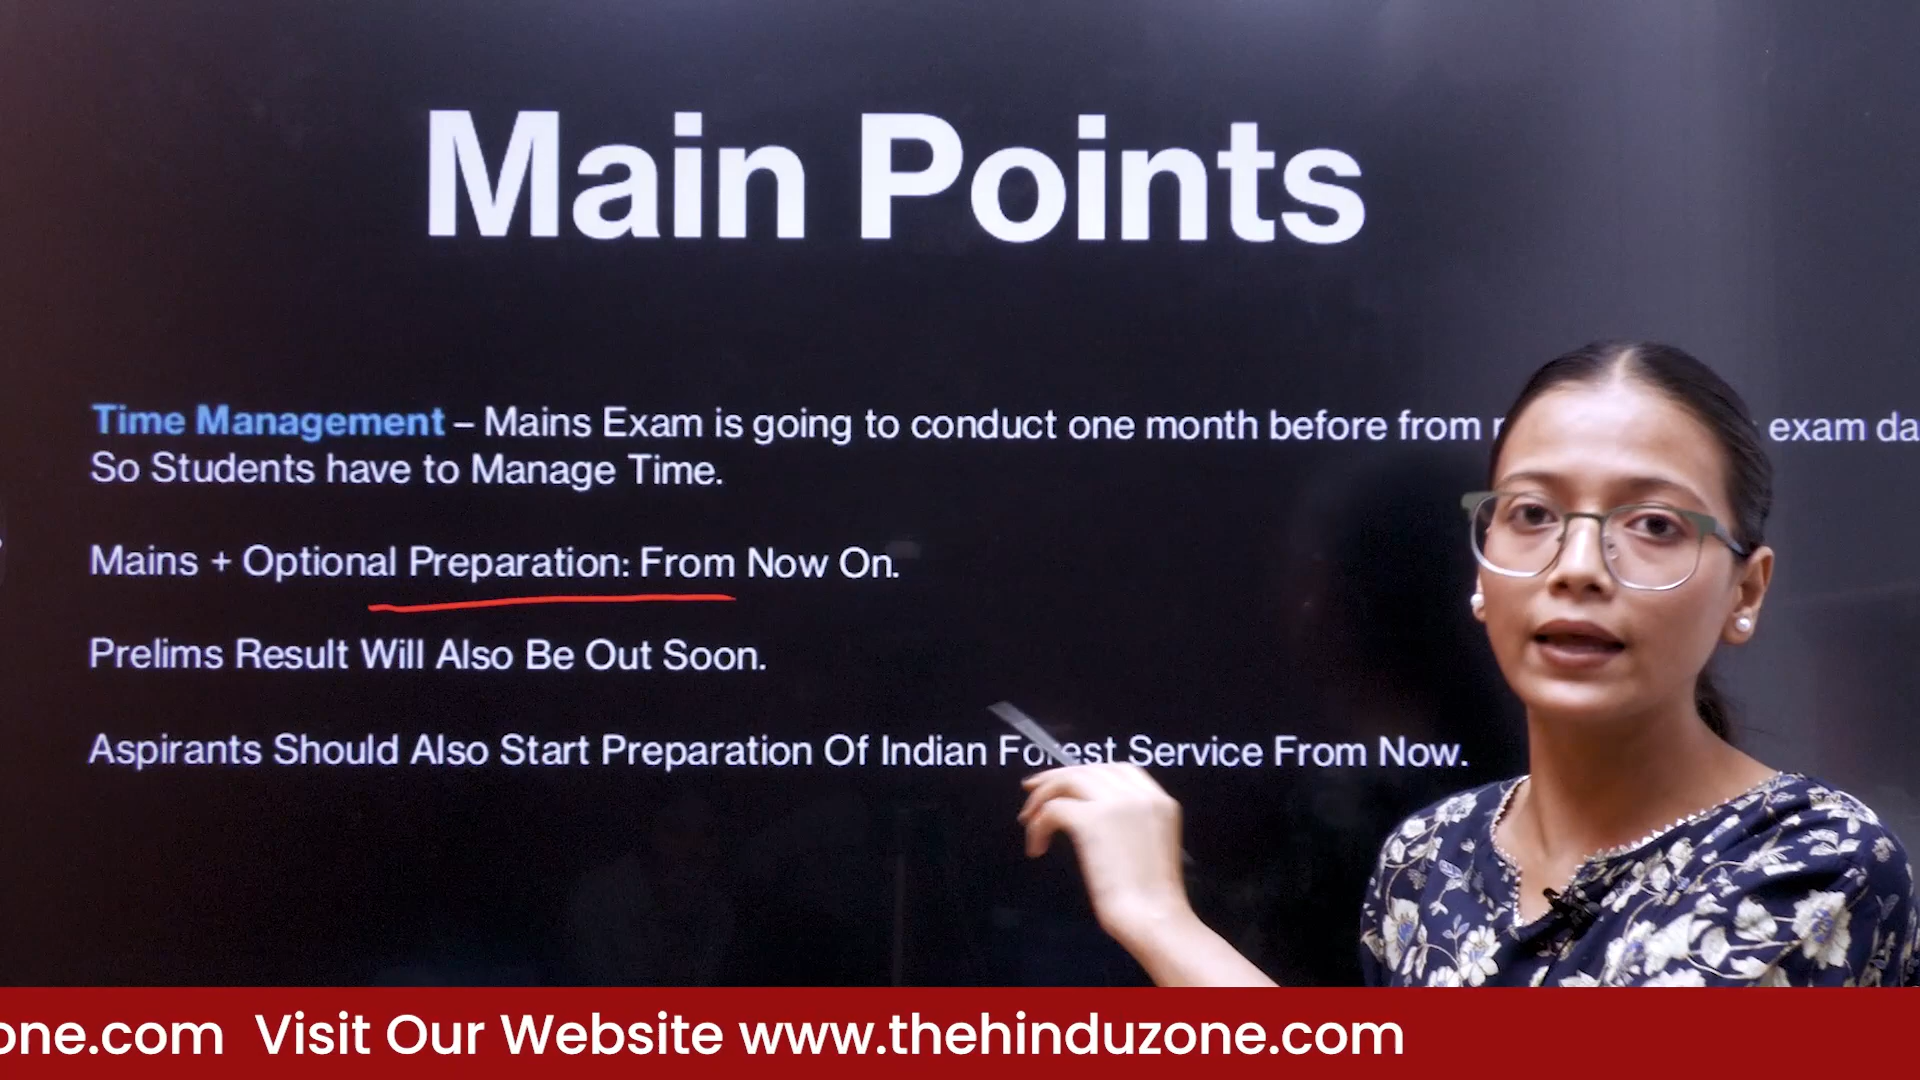 Main Points
Time Management – Mains Exam is going to conduct one month before from exam da
So Students have to Manage Time.
Mains + Optional Preparation: From Now On.
Prelims Result Will Also Be Out Soon.
Aspirants Should Also Start Preparation Of Indian Forest Service From Now.
one.com Visit Our Website www.thehinduzone.com